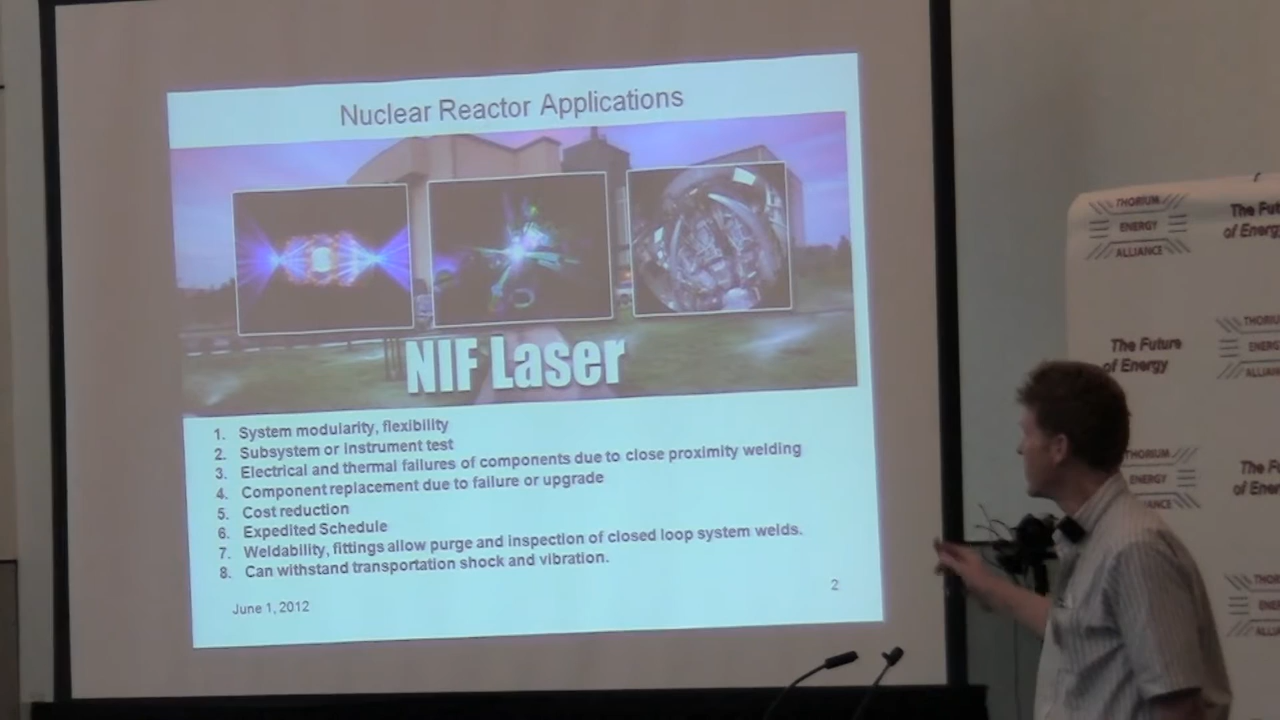 Nuclear Reactor Applications
NIF Laser
1. System modularity, flexibility
2. Subsystem or instrument test
3. Electrical and thermal failures of components due to close proximity welding
4. Component replacement due to failure or upgrade
5. Cost reduction
6. Expedited Schedule
7. Weldability, fittings allow purge and inspection of closed loop system welds.
8. Can withstand transportation shock and vibration.
June 1, 2012
2
THORIUM
ENERGY
ALLIANCE
The Future
of Energy
THORIUM
ENERGY